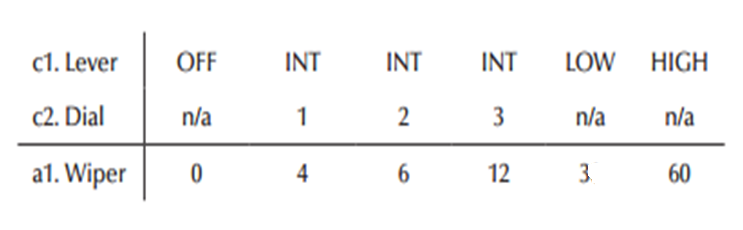 c1. Lever OFF INT INT INT LOW HIGH
c2. Dial n/a 1 2 3 n/a n/a
a1. Wiper 0 4 6 12 3 60